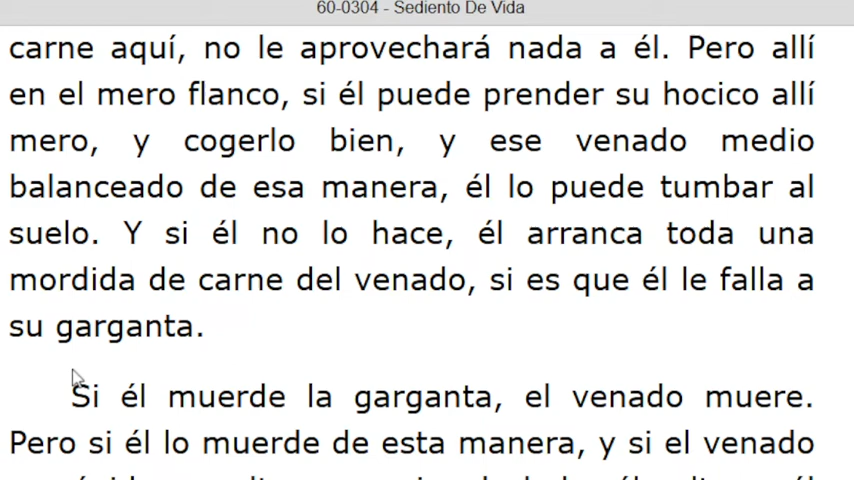 60-0304 - Sediento De Vida
carne aquí, no le aprovechará nada a él. Pero allí
en el mero flanco, si él puede prender su hocico allí
mero, y cogerlo bien, y ese venado medio
balanceado de esa manera, él lo puede tumbar al
suelo. Y si él no lo hace, él arranca toda una
mordida de carne del venado, si es que él le falla a
su garganta.
Si él muerde la garganta, el venado muere.
Pero si él lo muerde de esta manera, y si el venado